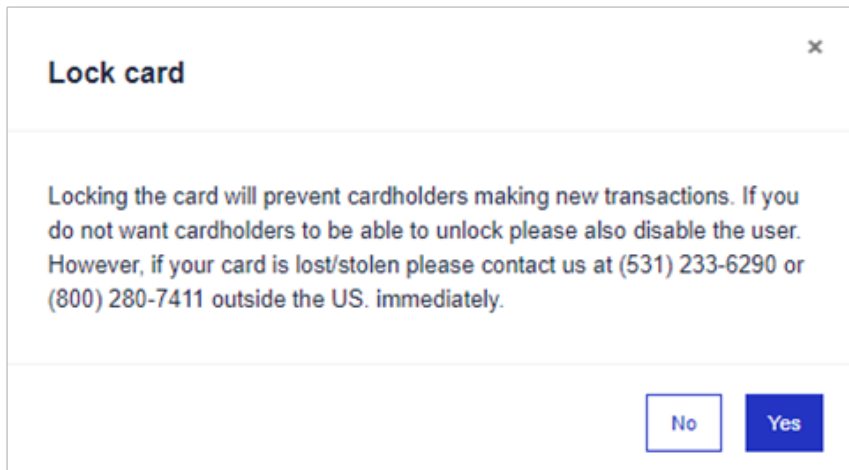 ×
Lock card
Locking the card will prevent cardholders making new transactions. If you
do not want cardholders to be able to unlock please also disable the user.
However, if your card is lost/stolen please contact us at (531) 233-6290 or
(800) 280-7411 outside the US. immediately.
No
Yes